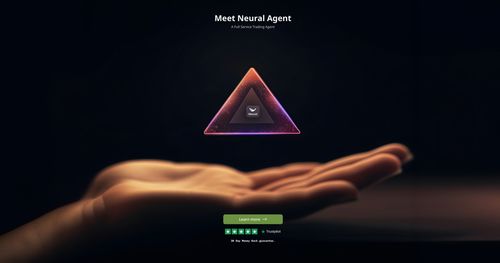 Meet Neural Agent
A Full Service Trading Agent
Neural
Learn more
Trustpilot
30 Day Money Back guarantee.